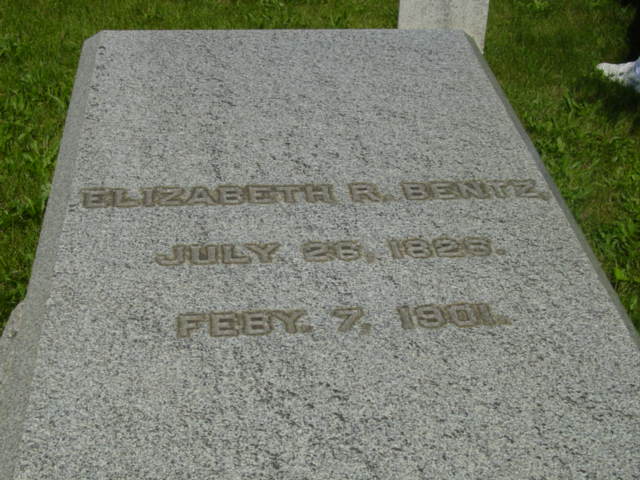 ELIZABETH R. BENTZ,
JULY 26, 1826.
FEBY. 7, 1901.